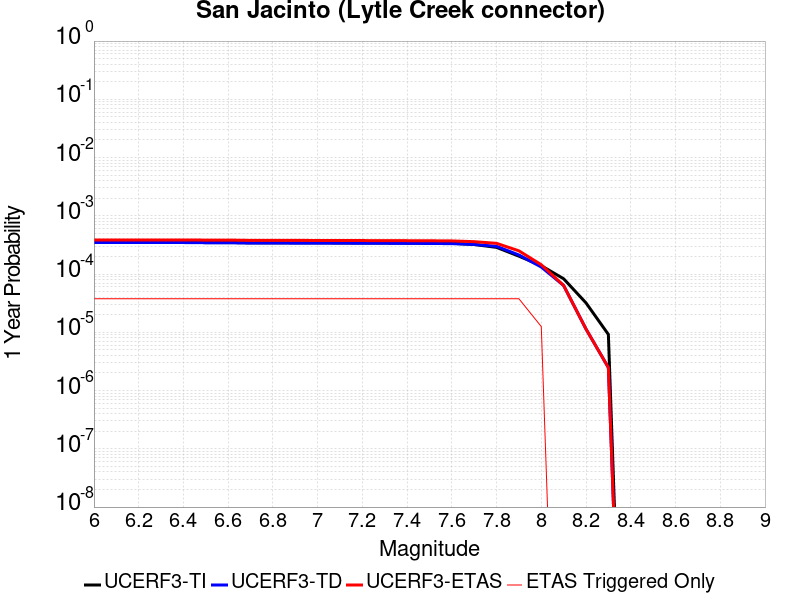 San Jacinto (Lytle Creek connector)
10^0
10^-1
10^-2
10^-3
10^-4
10^-5
10^-6
10^-7
10^-8
1 Year Probability
6 6.2 6.4 6.6 6.8 7 7.2 7.4 7.6 7.8 8 8.2 8.4 8.6 8.8 9
Magnitude
UCERF3-TI UCERF3-TD UCERF3-ETAS ETAS Triggered Only